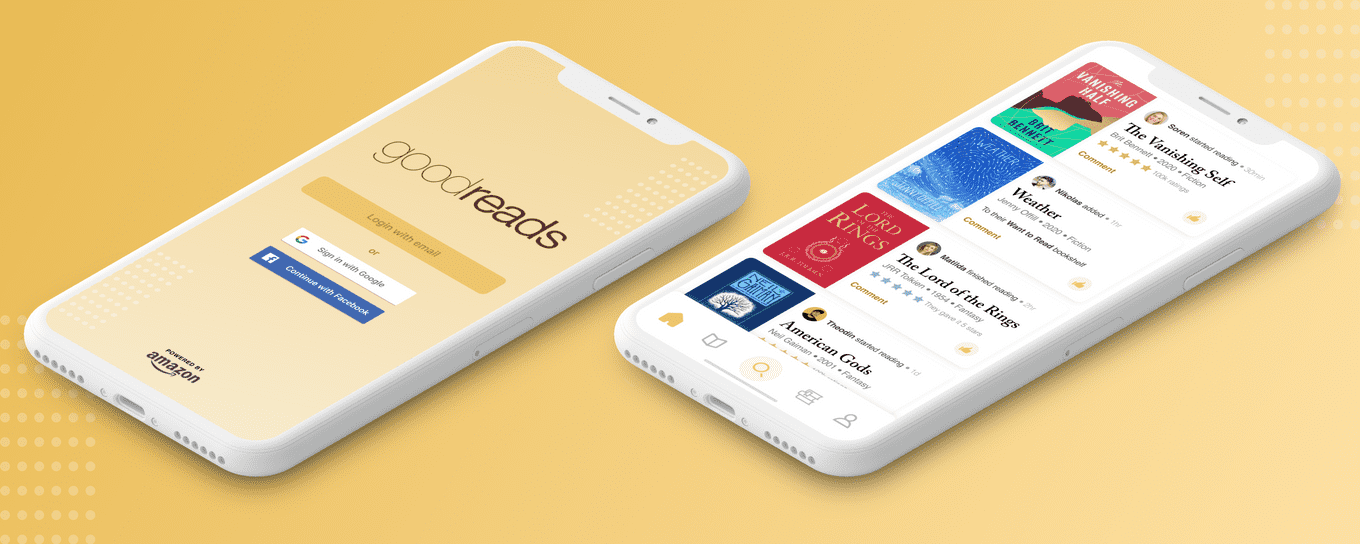 goodreads
Login with email
or
Sign in with Google
Continue with Facebook
POWERED BY
amazon
The
VANISHING
HALF
BRIT
BENNETT
Soren started reading • 30min
The Vanishing Self
Brit Bennett • 2020 • Fiction
100k ratings
Comment
WEATHER
JENNY OFFILL
Nikolas added • 1hr
Weather
Jenny Offill • 2020 • Fiction
To their Want to Read bookshelf
Comment
THE
LORD
OF THE
RINGS
J.R.R. TOLKIEN
Matilda finished reading • 2hr
The Lord of the Rings
JRR Tolkien • 1954 • Fantasy
They gave it 5 stars
Comment
NEIL
GAIMAN
Theodin started reading • 1d
American Gods
Neil Gaiman • 2001 • Fantasy